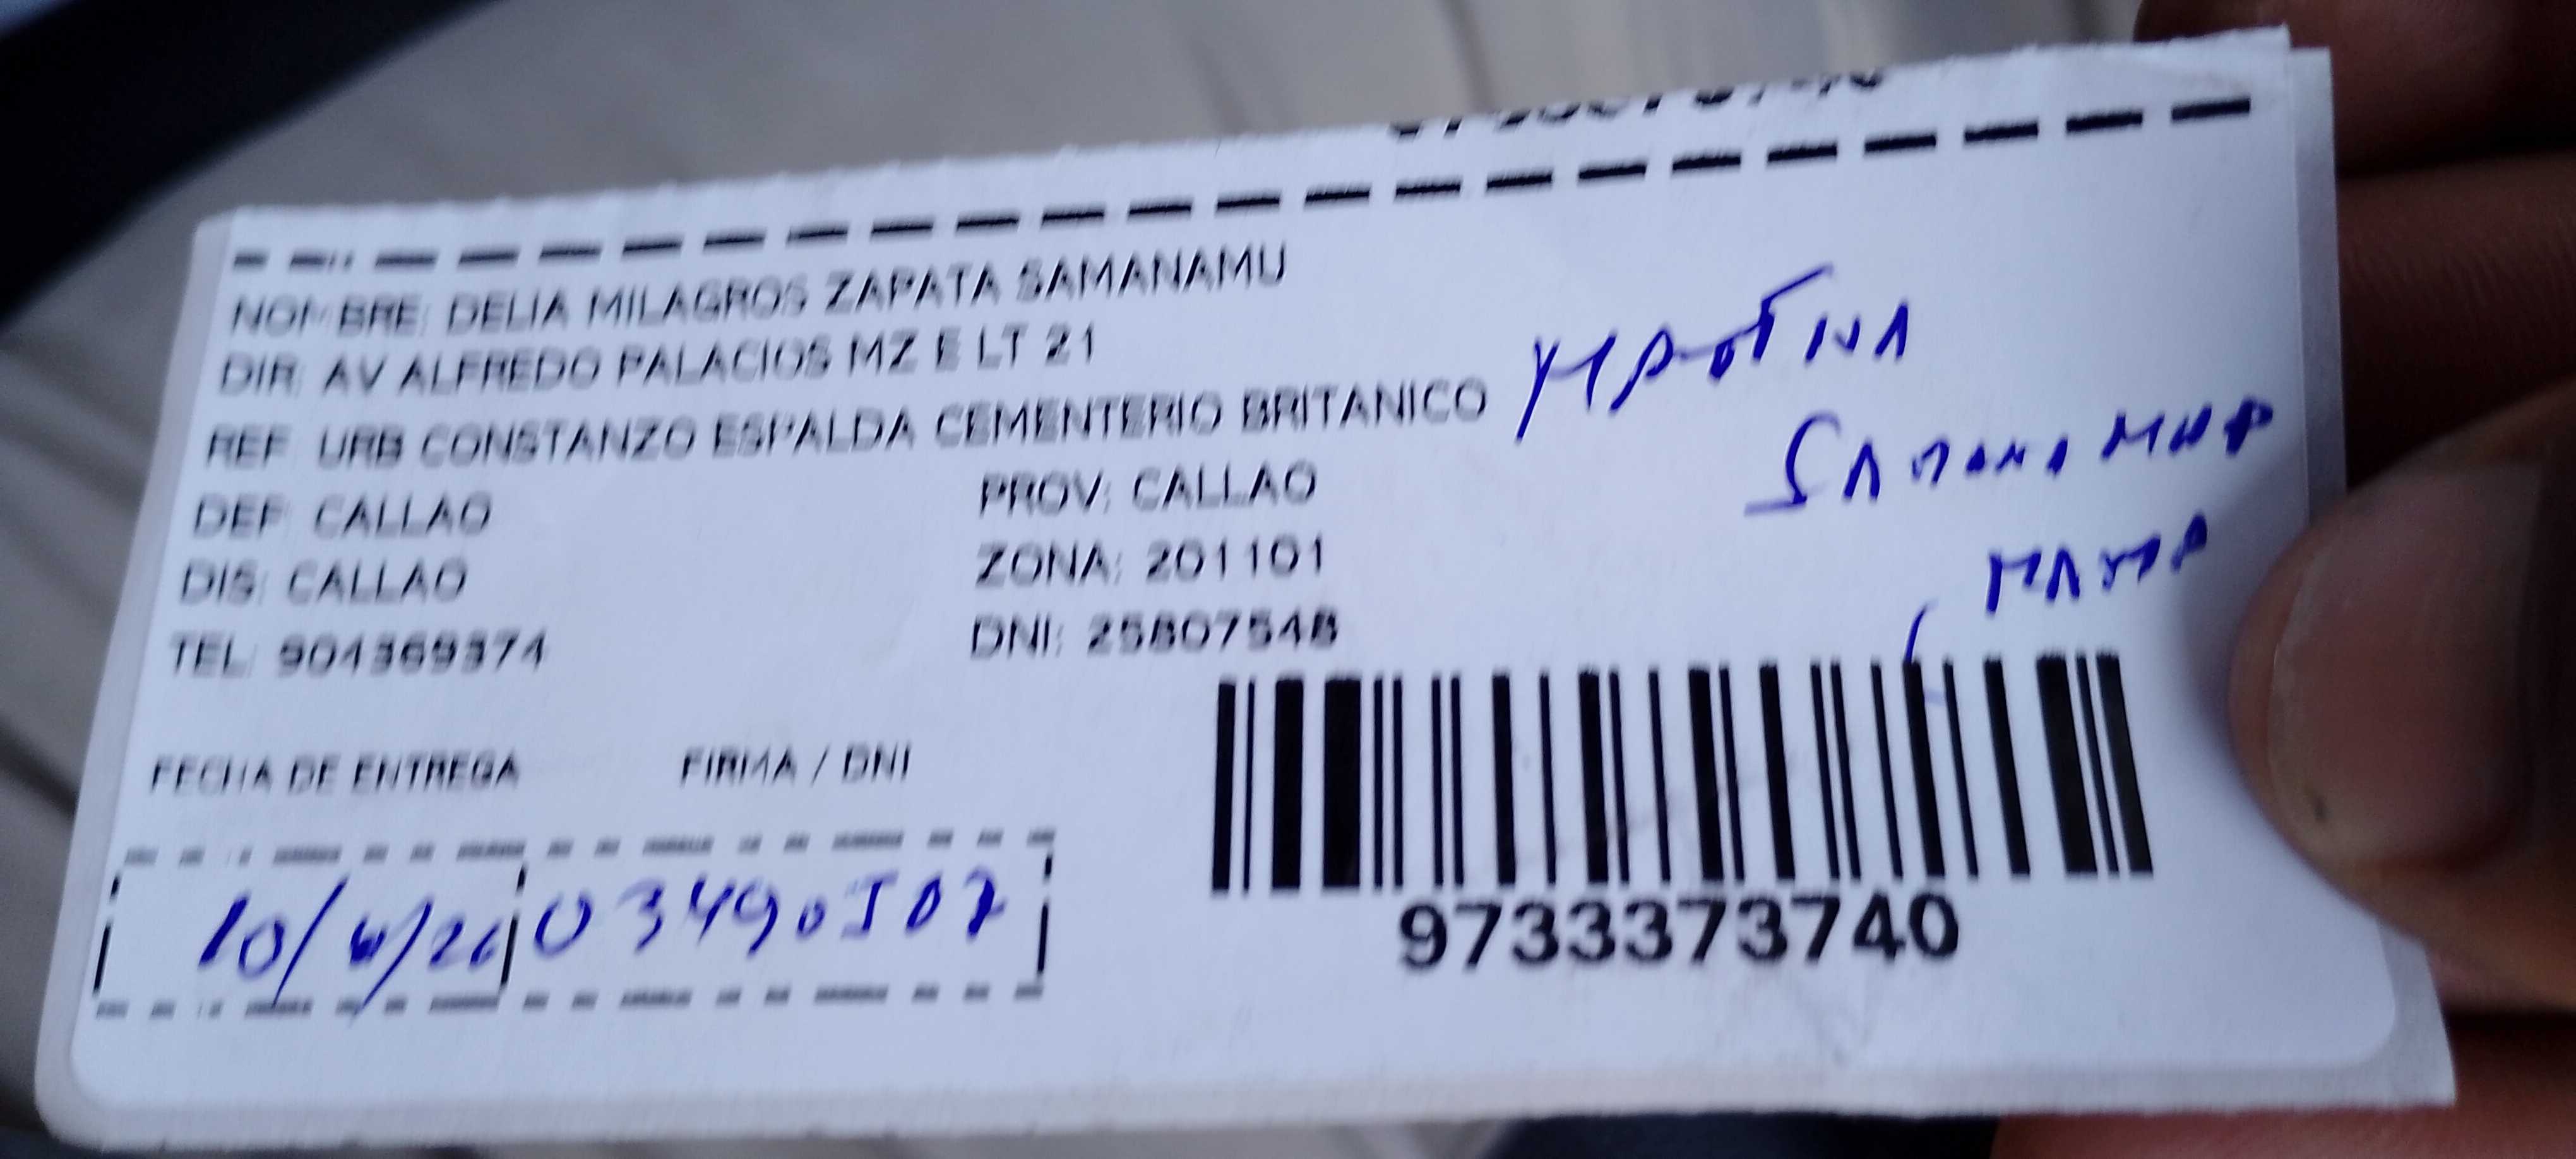 NOMBRE: DELIA MILAGROS ZAPATA SAMANAMU
DIR: AV ALFREDO PALACIOS MZ E LT 21
REF: URB CONSTANZO ESPALDA CEMENTERIO BRITANICO
DEF: CALLAO PROV: CALLAO
DIS: CALLAO ZONA: 201101
TEL: 904369374 DNI: 25807548
FECHA DE ENTREGA FIRMA / DNI
9733373740